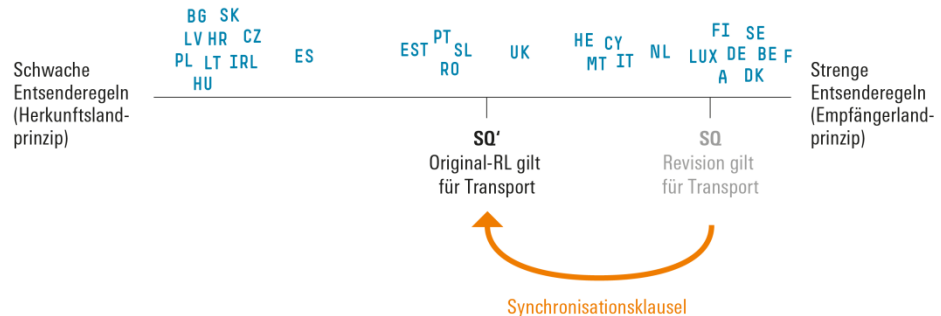 BG SK
LV HR CZ
PL LT IRL
HU
ES
EST PT SL
RO
UK
HE CY
MT IT
NL
FI SE
LUX DE BE F
A DK
Schwache
Entsenderegeln
(Herkunftsland-
prinzip)
Strenge
Entsenderegeln
(Empfängerland-
prinzip)
SQ‘
Original-RL gilt
für Transport
SQ
Revision gilt
für Transport
Synchronisationsklausel